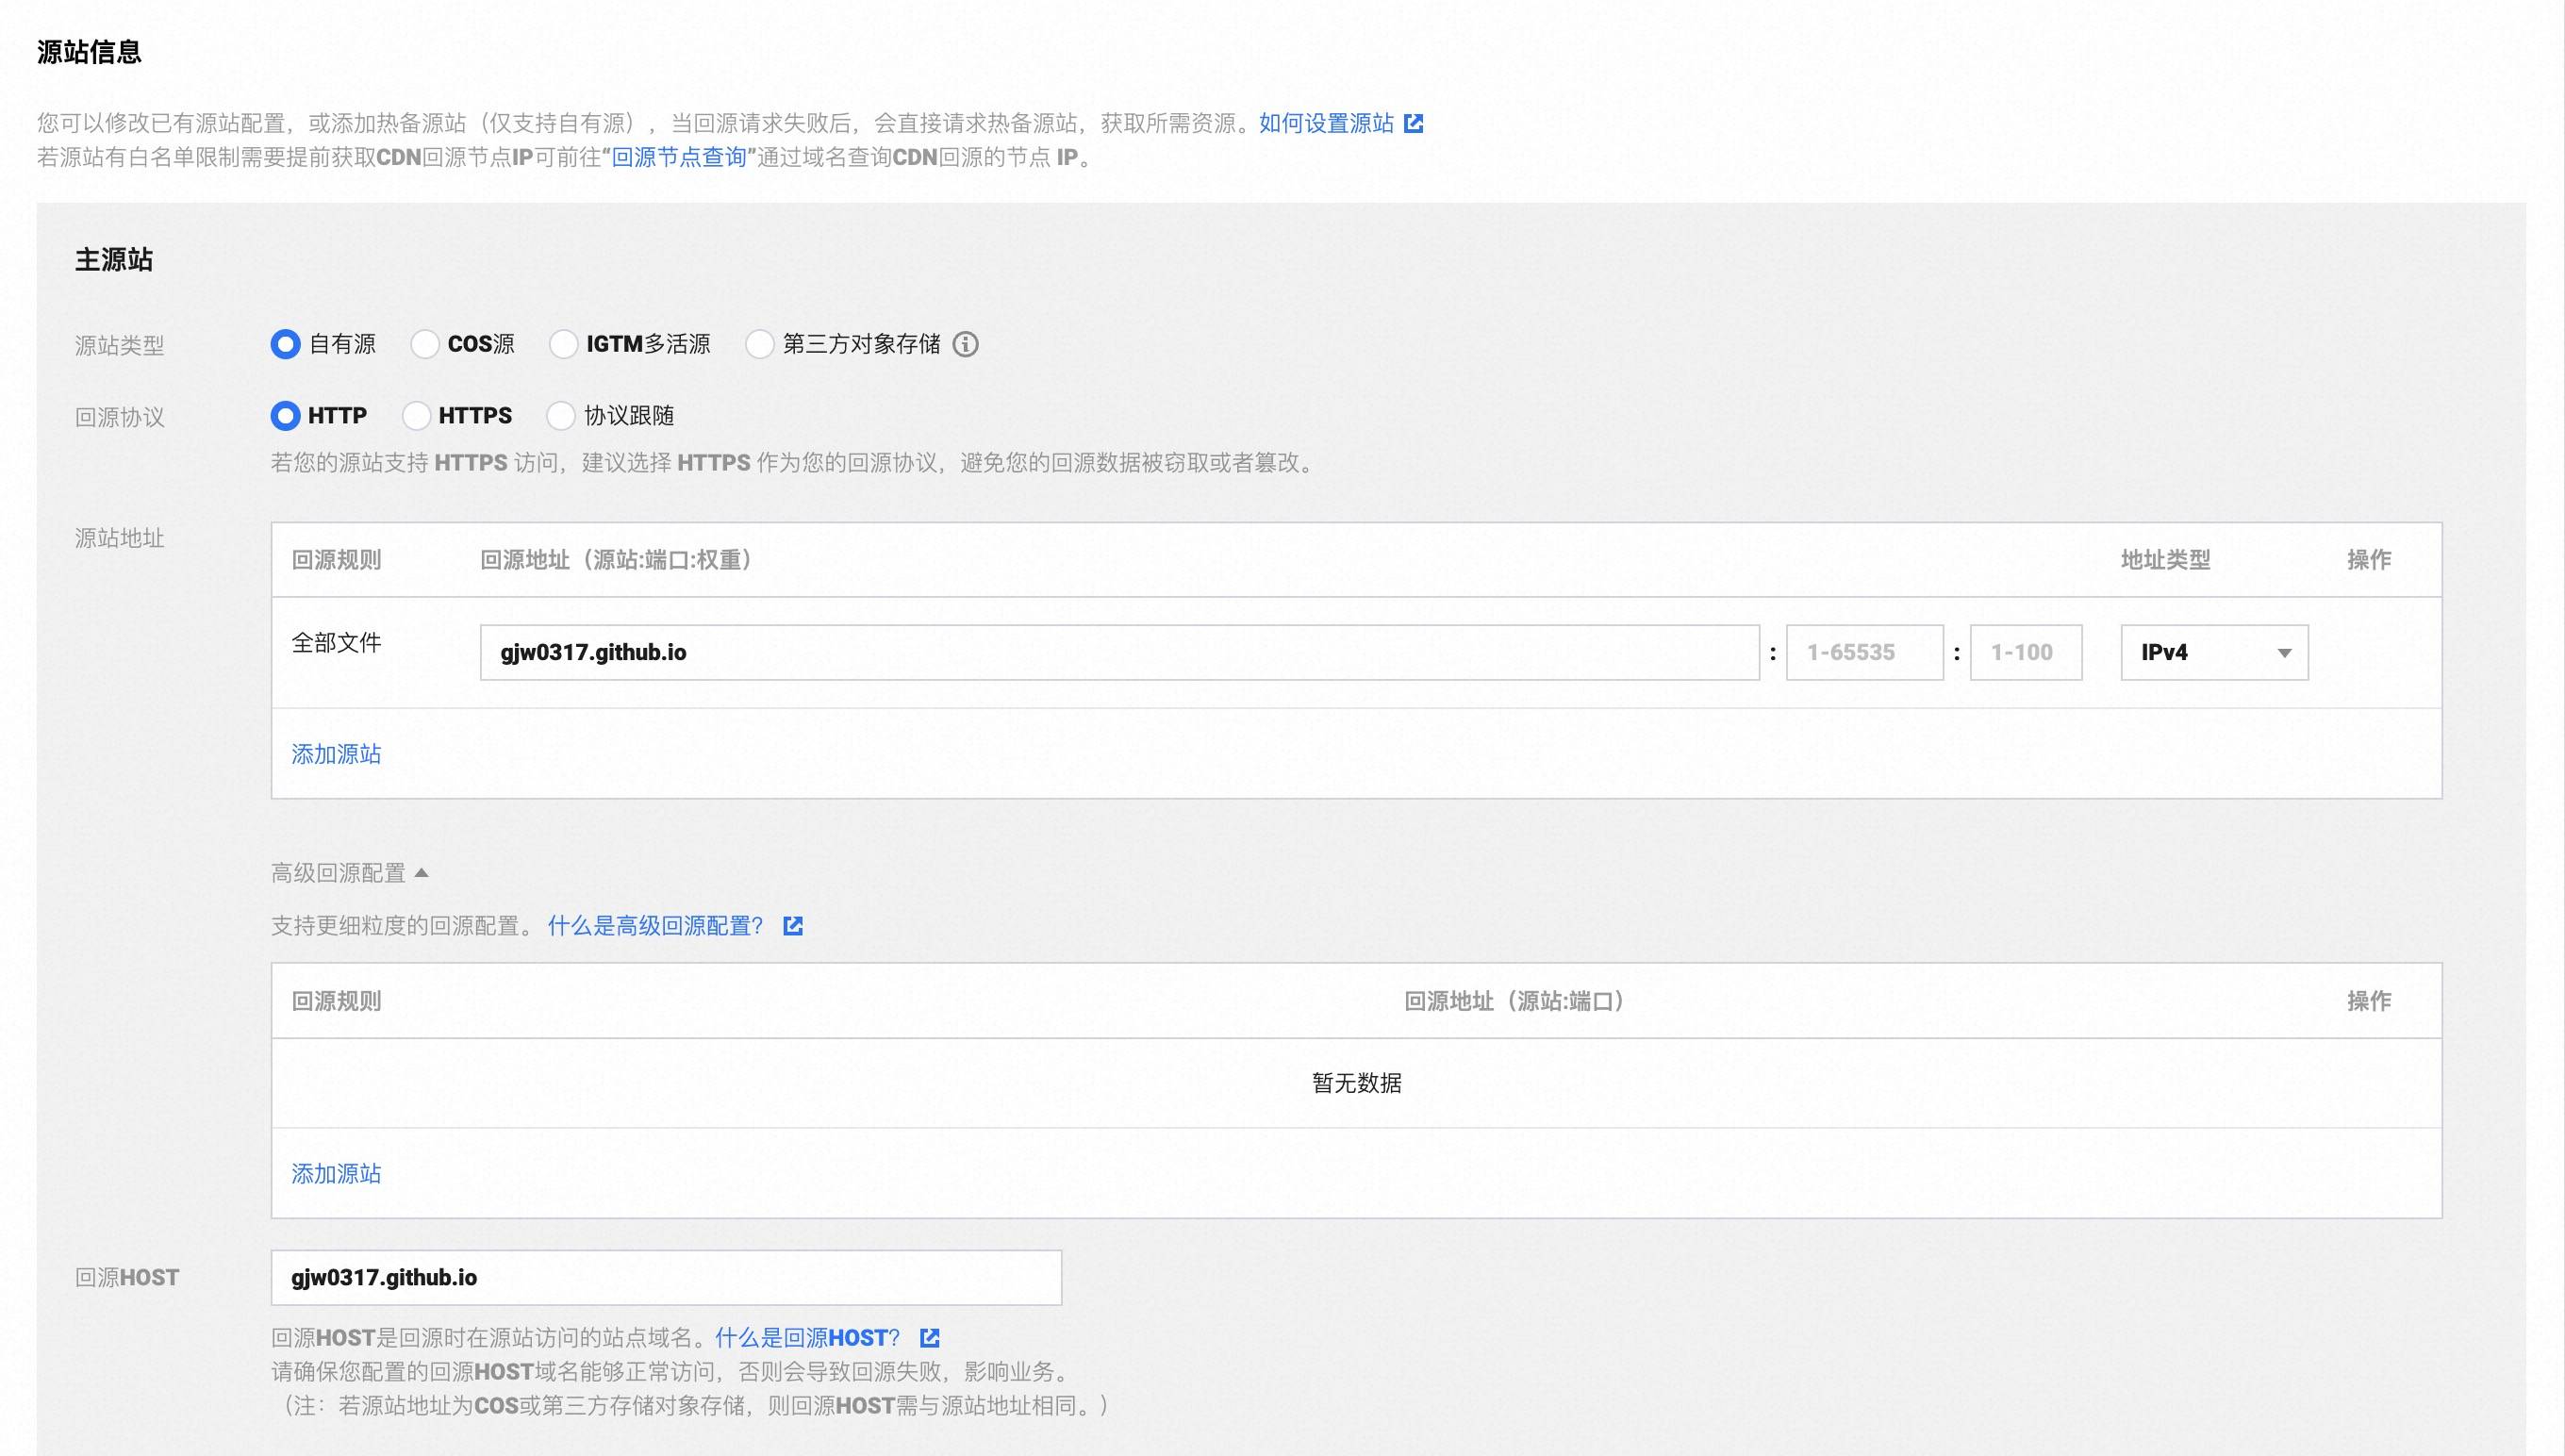 源站信息
您可以修改已有源站配置，或添加热备源站（仅支持自有源），当回源请求失败后，会直接请求热备源站，获取所需资源。如何设置源站
若源站有白名单限制需要提前获取CDN回源节点IP可前往“回源节点查询”通过域名查询CDN回源的节点 IP。
主源站
源站类型 自有源 COS源 IGTM多活源 第三方对象存储
回源协议 HTTP HTTPS 协议跟随
若您的源站支持 HTTPS 访问，建议选择 HTTPS 作为您的回源协议，避免您的回源数据被窃取或者篡改。
源站地址
回源规则 回源地址（源站:端口:权重） 地址类型 操作
全部文件 gjw0317.github.io : 1-65535 : 1-100 IPv4
添加源站
高级回源配置
支持更细粒度的回源配置。 什么是高级回源配置？
回源规则 回源地址（源站:端口） 操作
暂无数据
添加源站
回源HOST gjw0317.github.io
回源HOST是回源时在源站访问的站点域名。什么是回源HOST？
请确保您配置的回源HOST域名能够正常访问，否则会导致回源失败，影响业务。
（注：若源站地址为COS或第三方存储对象存储，则回源HOST需与源站地址相同。）